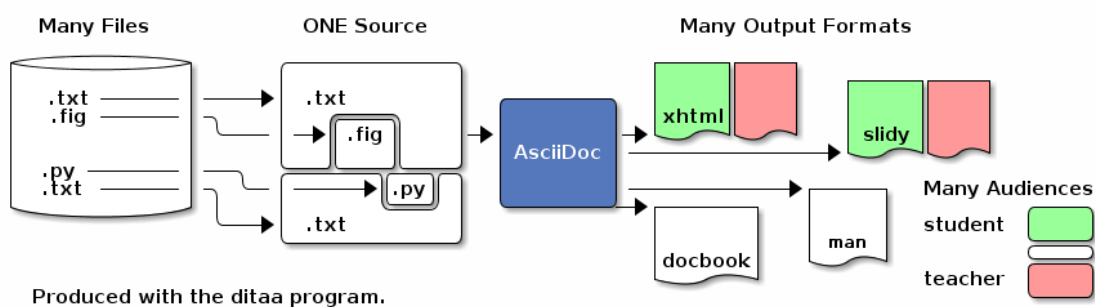 Many Files
ONE Source
Many Output Formats
.txt
.fig
.py
.txt
.txt
.fig
.py
.txt
AsciiDoc
xhtml
slidy
docbook
man
Many Audiences
student
teacher
Produced with the ditaa program.